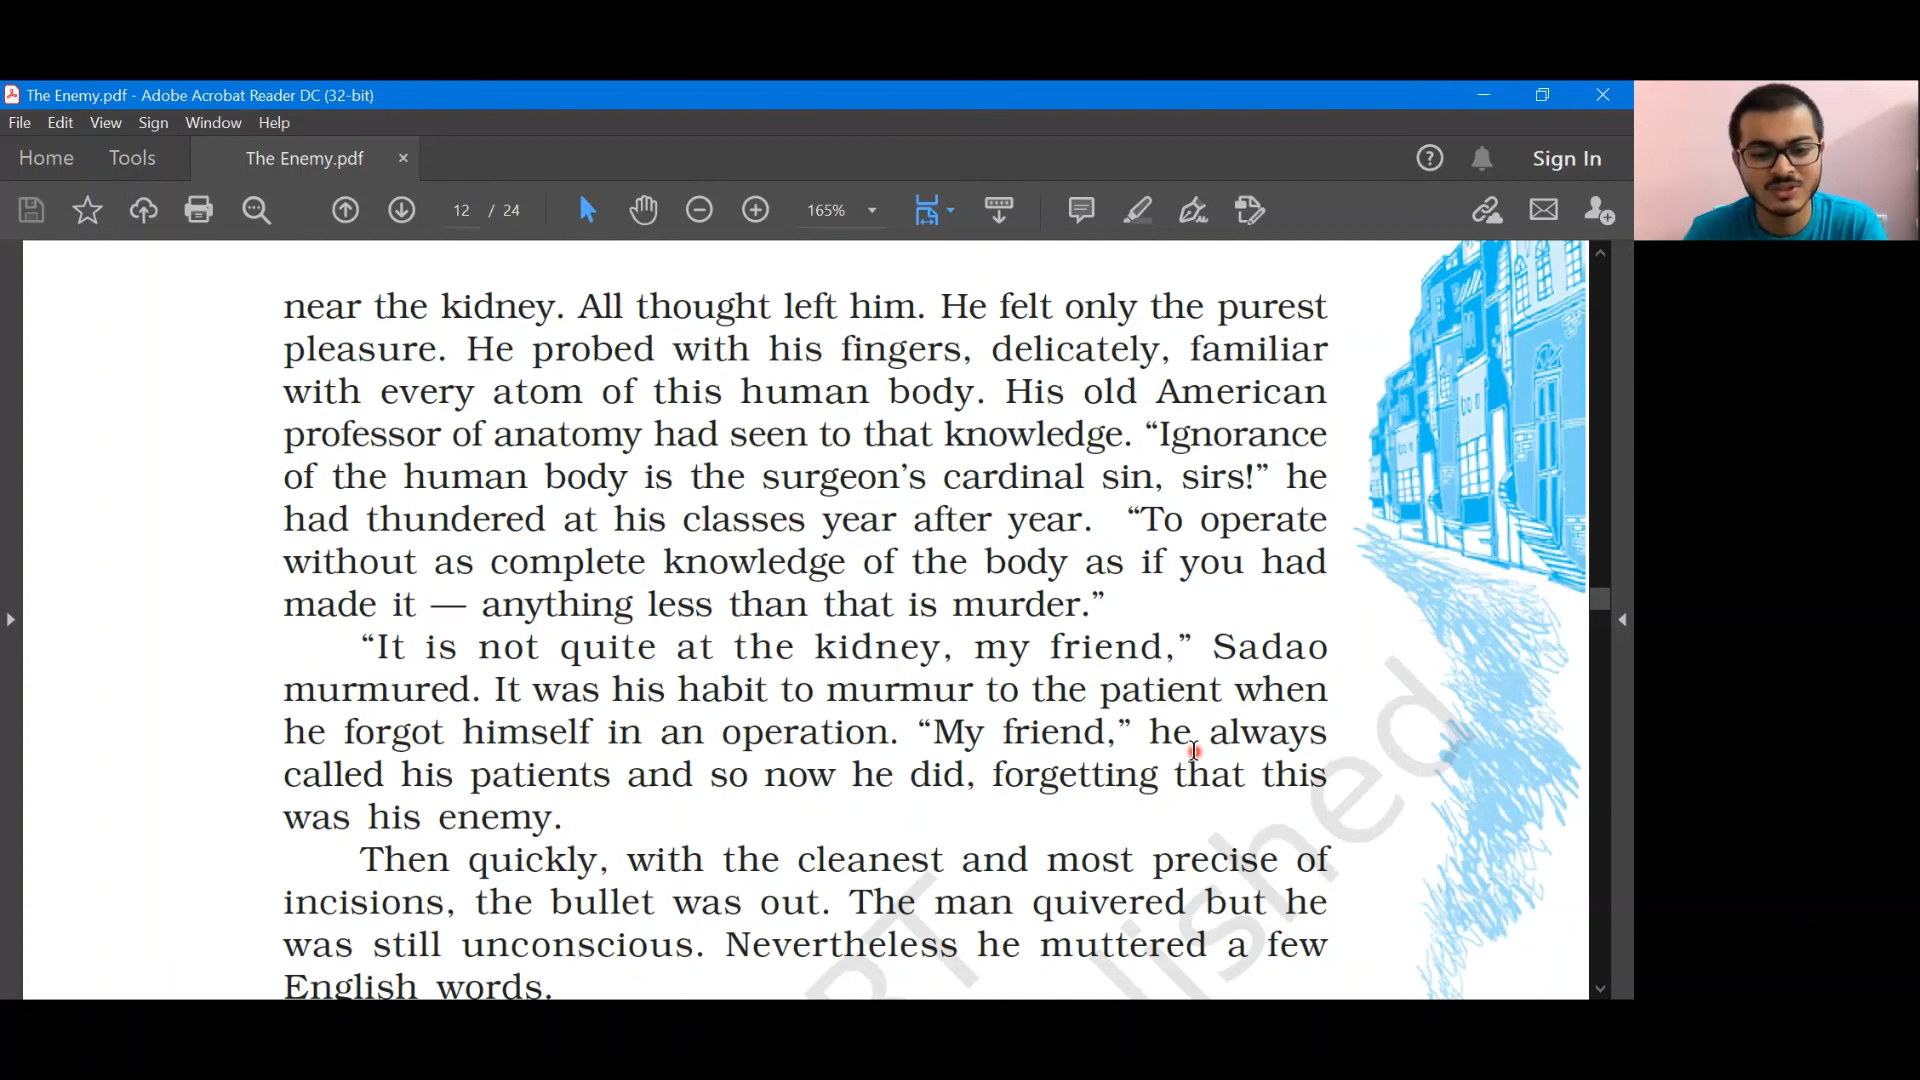 The Enemy.pdf - Adobe Acrobat Reader DC (32-bit)
File Edit View Sign Window Help
Home Tools The Enemy.pdf × Sign In
12 / 24 165%
near the kidney. All thought left him. He felt only the purest
pleasure. He probed with his fingers, delicately, familiar
with every atom of this human body. His old American
professor of anatomy had seen to that knowledge. “Ignorance
of the human body is the surgeon’s cardinal sin, sirs!” he
had thundered at his classes year after year. “To operate
without as complete knowledge of the body as if you had
made it — anything less than that is murder.”
“It is not quite at the kidney, my friend,” Sadao
murmured. It was his habit to murmur to the patient when
he forgot himself in an operation. “My friend,” he always
called his patients and so now he did, forgetting that this
was his enemy.
Then quickly, with the cleanest and most precise of
incisions, the bullet was out. The man quivered but he
was still unconscious. Nevertheless he muttered a few
English words.